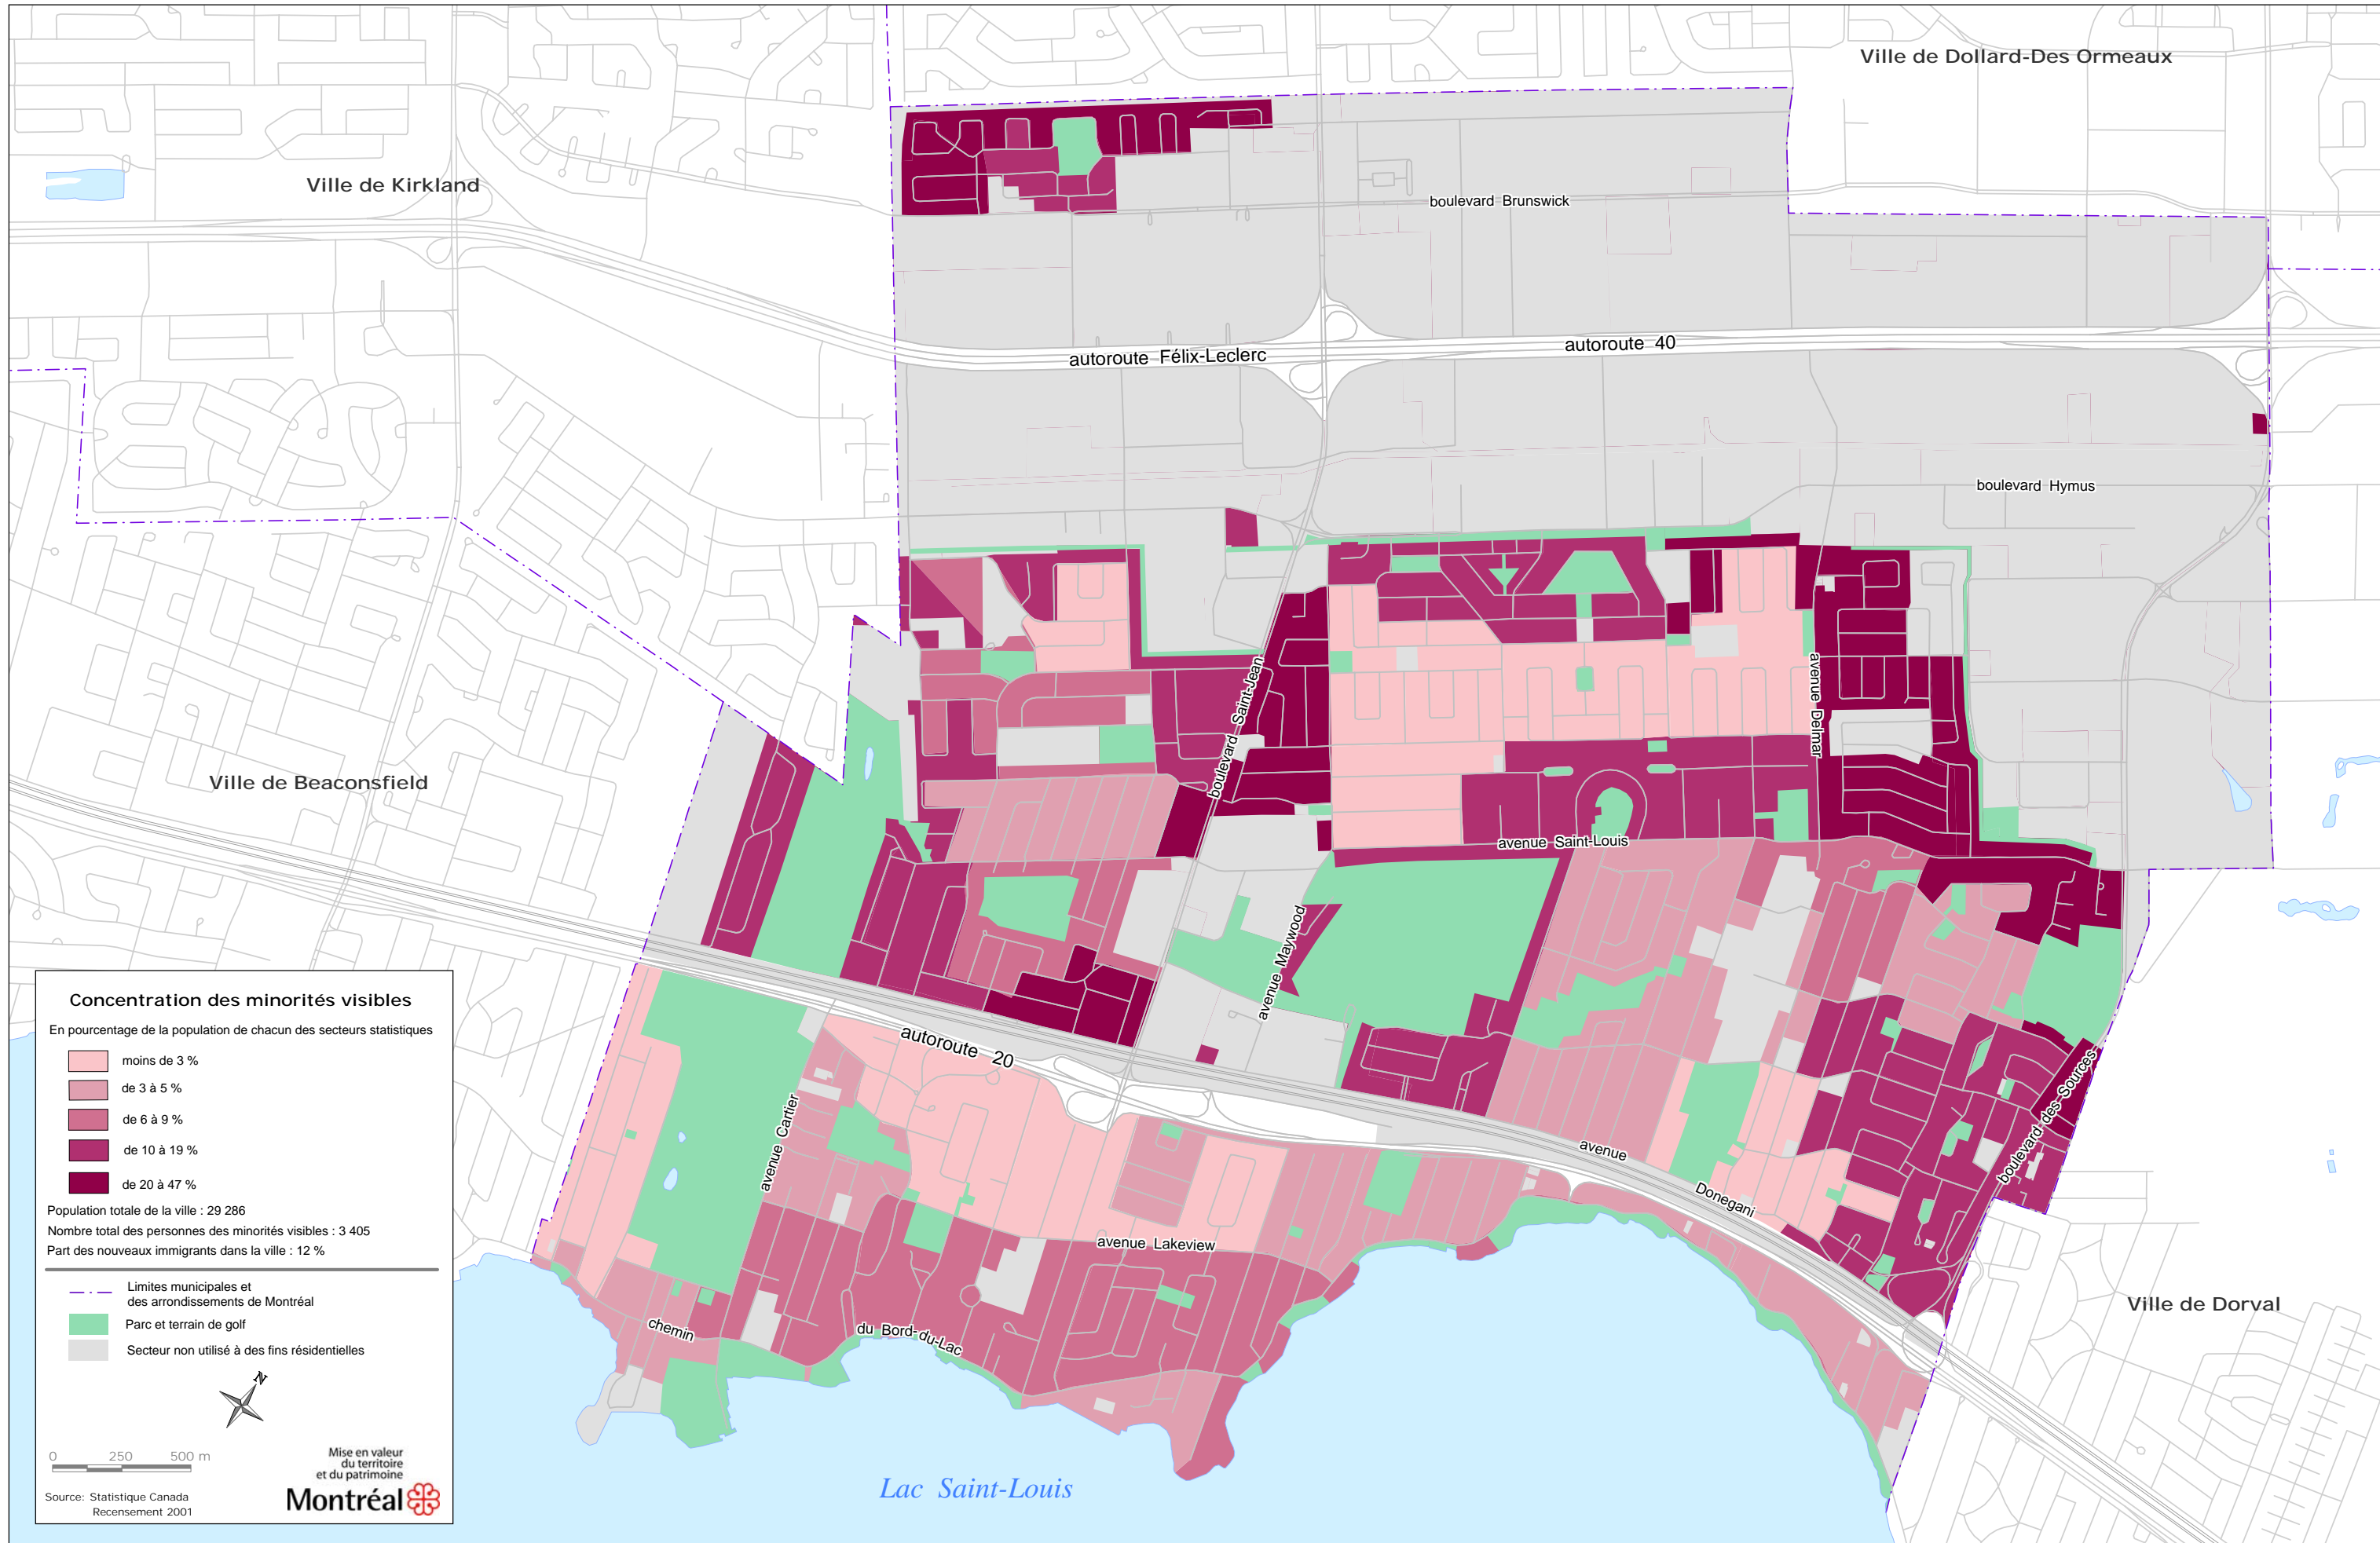 Ville de Dollard-Des Ormeaux
Ville de Kirkland
boulevard Brunswick
autoroute Félix-Leclerc
autoroute 40
boulevard Hymus
boulevard Saint-Jean
avenue Delmar
Ville de Beaconsfield
avenue Saint-Louis
avenue Maywood
autoroute 20
avenue Cartier
avenue Donegani
boulevard des Sources
avenue Lakeview
chemin du Bord-du-Lac
Ville de Dorval
Lac Saint-Louis
Concentration des minorités visibles
En pourcentage de la population de chacun des secteurs statistiques
moins de 3 %
de 3 à 5 %
de 6 à 9 %
de 10 à 19 %
de 20 à 47 %
Population totale de la ville : 29 286
Nombre total des personnes des minorités visibles : 3 405
Part des nouveaux immigrants dans la ville : 12 %
Limites municipales et
des arrondissements de Montréal
Parc et terrain de golf
Secteur non utilisé à des fins résidentielles
N
0 250 500 m
Mise en valeur
du territoire
et du patrimoine
Montréal
Source: Statistique Canada
Recensement 2001